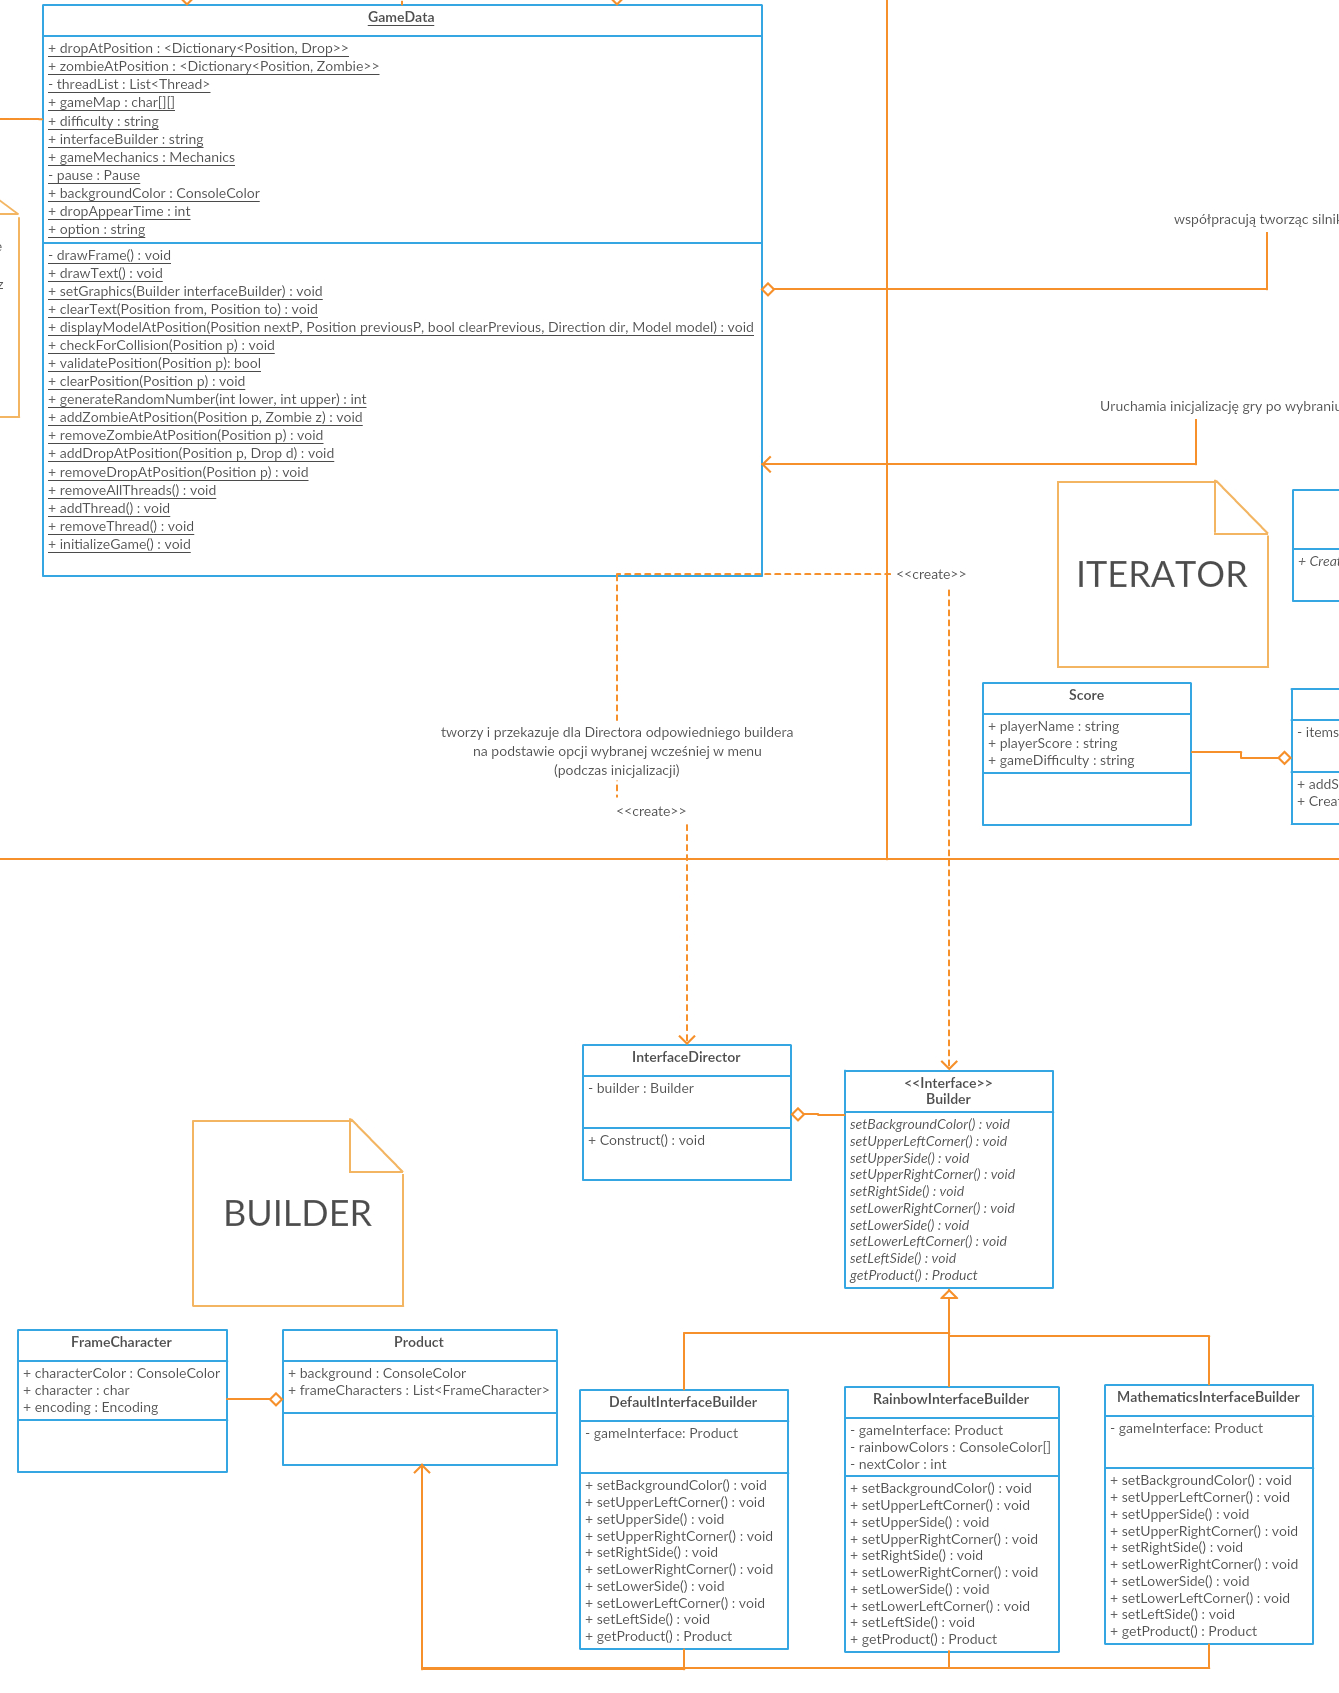 GameData
+ dropAtPosition : <Dictionary<Position, Drop>>
+ zombieAtPosition : <Dictionary<Position, Zombie>>
- threadList : List<Thread>
+ gameMap : char[][]
+ difficulty : string
+ interfaceBuilder : string
+ gameMechanics : Mechanics
- pause : Pause
+ backgroundColor : ConsoleColor
+ dropAppearTime : int
+ option : string
- drawFrame() : void
+ drawText() : void
+ setGraphics(Builder interfaceBuilder) : void
+ clearText(Position from, Position to) : void
+ displayModelAtPosition(Position nextP, Position previousP, bool clearPrevious, Direction dir, Model model) : void
+ checkForCollision(Position p) : void
+ validatePosition(Position p): bool
+ clearPosition(Position p) : void
+ generateRandomNumber(int lower, int upper) : int
+ addZombieAtPosition(Position p, Zombie z) : void
+ removeZombieAtPosition(Position p) : void
+ addDropAtPosition(Position p, Drop d) : void
+ removeDropAtPosition(Position p) : void
+ removeAllThreads() : void
+ addThread() : void
+ removeThread() : void
+ initializeGame() : void
e
z
współpracują tworząc silnik
Uruchamia inicjalizację gry po wybraniu
<<create>>
ITERATOR
+ Creat
Score
+ playerName : string
+ playerScore : string
+ gameDifficulty : string
- items
+ addS
+ Crea
tworzy i przekazuje dla Directora odpowiedniego buildera
na podstawie opcji wybranej wcześniej w menu
(podczas inicjalizacji)
<<create>>
InterfaceDirector
- builder : Builder
+ Construct() : void
<<Interface>>
Builder
setBackgroundColor() : void
setUpperLeftCorner() : void
setUpperSide() : void
setUpperRightCorner() : void
setRightSide() : void
setLowerRightCorner() : void
setLowerSide() : void
setLowerLeftCorner() : void
setLeftSide() : void
getProduct() : Product
BUILDER
FrameCharacter
+ characterColor : ConsoleColor
+ character : char
+ encoding : Encoding
Product
+ background : ConsoleColor
+ frameCharacters : List<FrameCharacter>
DefaultInterfaceBuilder
- gameInterface: Product
+ setBackgroundColor() : void
+ setUpperLeftCorner() : void
+ setUpperSide() : void
+ setUpperRightCorner() : void
+ setRightSide() : void
+ setLowerRightCorner() : void
+ setLowerSide() : void
+ setLowerLeftCorner() : void
+ setLeftSide() : void
+ getProduct() : Product
RainbowInterfaceBuilder
- gameInterface: Product
- rainbowColors : ConsoleColor[]
- nextColor : int
+ setBackgroundColor() : void
+ setUpperLeftCorner() : void
+ setUpperSide() : void
+ setUpperRightCorner() : void
+ setRightSide() : void
+ setLowerRightCorner() : void
+ setLowerSide() : void
+ setLowerLeftCorner() : void
+ setLeftSide() : void
+ getProduct() : Product
MathematicsInterfaceBuilder
- gameInterface: Product
+ setBackgroundColor() : void
+ setUpperLeftCorner() : void
+ setUpperSide() : void
+ setUpperRightCorner() : void
+ setRightSide() : void
+ setLowerRightCorner() : void
+ setLowerSide() : void
+ setLowerLeftCorner() : void
+ setLeftSide() : void
+ getProduct() : Product